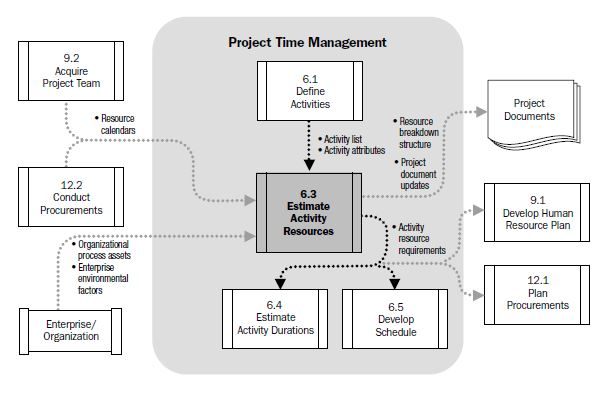 Project Time Management
9.2
Acquire
Project Team
• Resource
calendars
12.2
Conduct
Procurements
• Organizational
process assets
• Enterprise
environmental
factors
Enterprise/
Organization
6.1
Define
Activities
• Activity list
• Activity attributes
6.3
Estimate
Activity
Resources
• Resource
breakdown
structure
• Project
document
updates
• Activity
resource
requirements
6.4
Estimate
Activity Durations
6.5
Develop
Schedule
Project
Documents
9.1
Develop Human
Resource Plan
12.1
Plan
Procurements